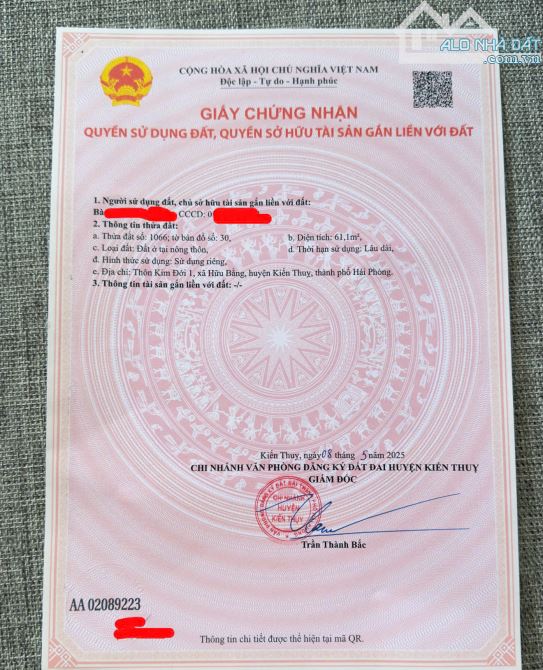 ALO NHÀ ĐẤT
.com.vn
CỘNG HÒA XÃ HỘI CHỦ NGHĨA VIỆT NAM
Độc lập - Tự do - Hạnh phúc
GIẤY CHỨNG NHẬN
QUYỀN SỬ DỤNG ĐẤT, QUYỀN SỞ HỮU TÀI SẢN GẮN LIỀN VỚI ĐẤT
1. Người sử dụng đất, chủ sở hữu tài sản gắn liền với đất:
Bà CCCD: 0
2. Thông tin thửa đất:
a. Thửa đất số: 1066; tờ bản đồ số: 30, b. Diện tích: 61,1m²,
c. Loại đất: Đất ở tại nông thôn, d. Thời hạn sử dụng: Lâu dài,
đ. Hình thức sử dụng: Sử dụng riêng,
e. Địa chỉ: Thôn Kim Đới 1, xã Hữu Bằng, huyện Kiến Thuỵ, thành phố Hải Phòng.
3. Thông tin tài sản gắn liền với đất: -/-
Kiến Thuỵ, ngày 08 tháng 5 năm 2025
CHI NHÁNH VĂN PHÒNG ĐĂNG KÝ ĐẤT ĐAI HUYỆN KIẾN THUỴ
GIÁM ĐỐC
CHI NHÁNH
HUYỆN
KIẾN THỤY
Trần Thành Bắc
AA 02089223
Thông tin chi tiết được thể hiện tại mã QR.